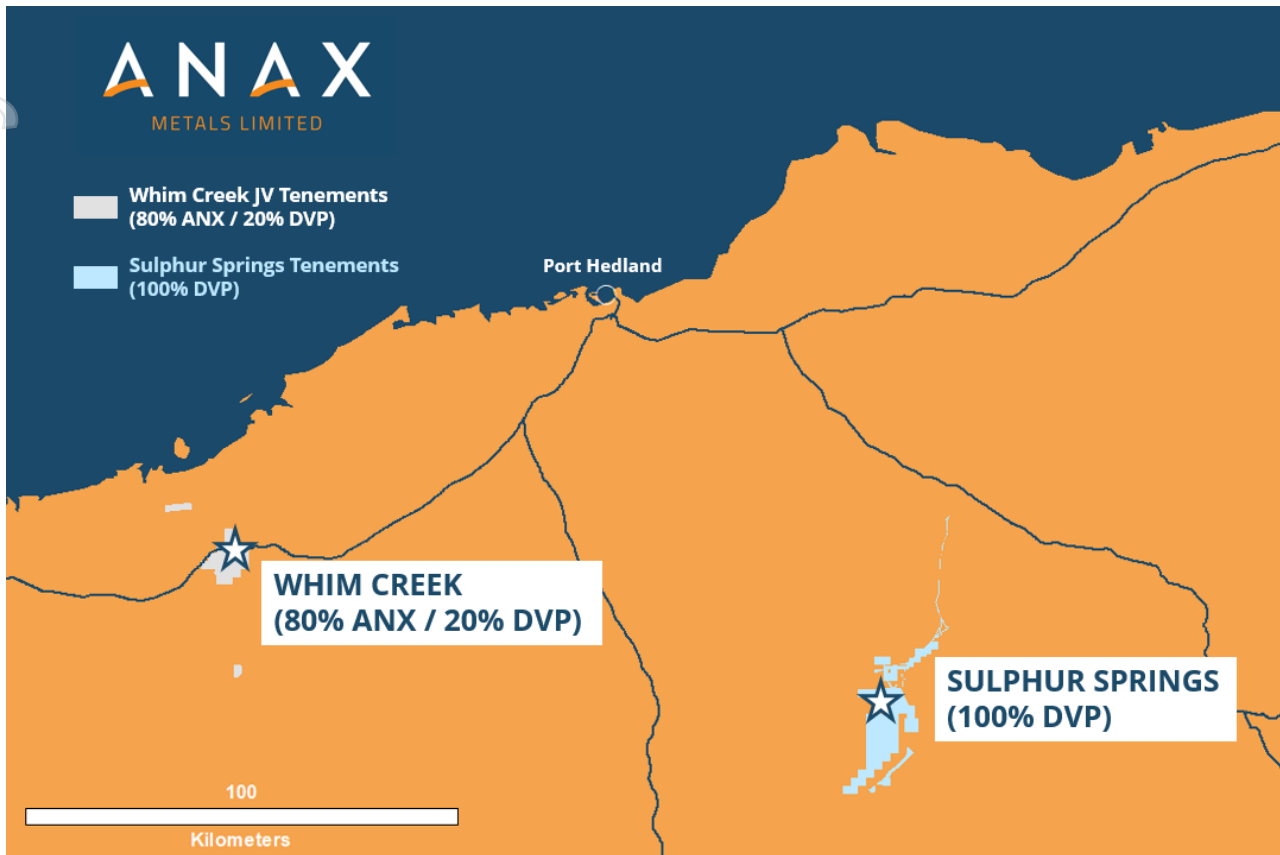 ANAX
METALS LIMITED
Whim Creek JV Tenements
(80% ANX / 20% DVP)
Sulphur Springs Tenements
(100% DVP)
Port Hedland
WHIM CREEK
(80% ANX / 20% DVP)
SULPHUR SPRINGS
(100% DVP)
100
Kilometers